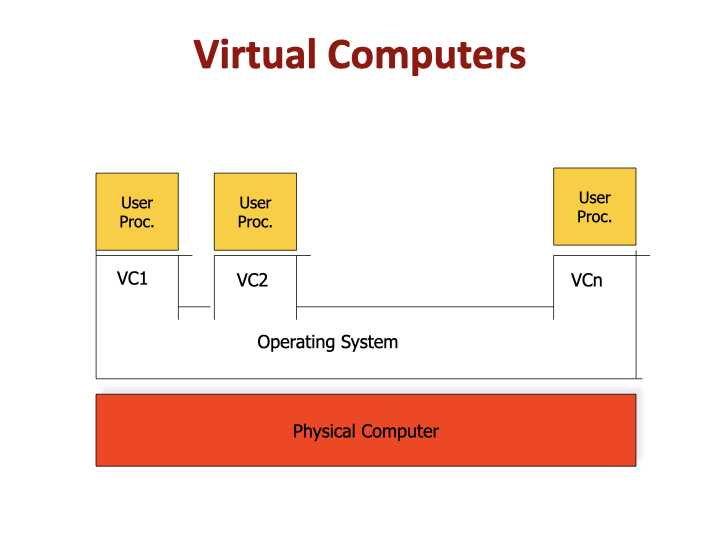 Virtual Computers
User
Proc.
User
Proc.
User
Proc.
VC1
VC2
VCn
Operating System
Physical Computer